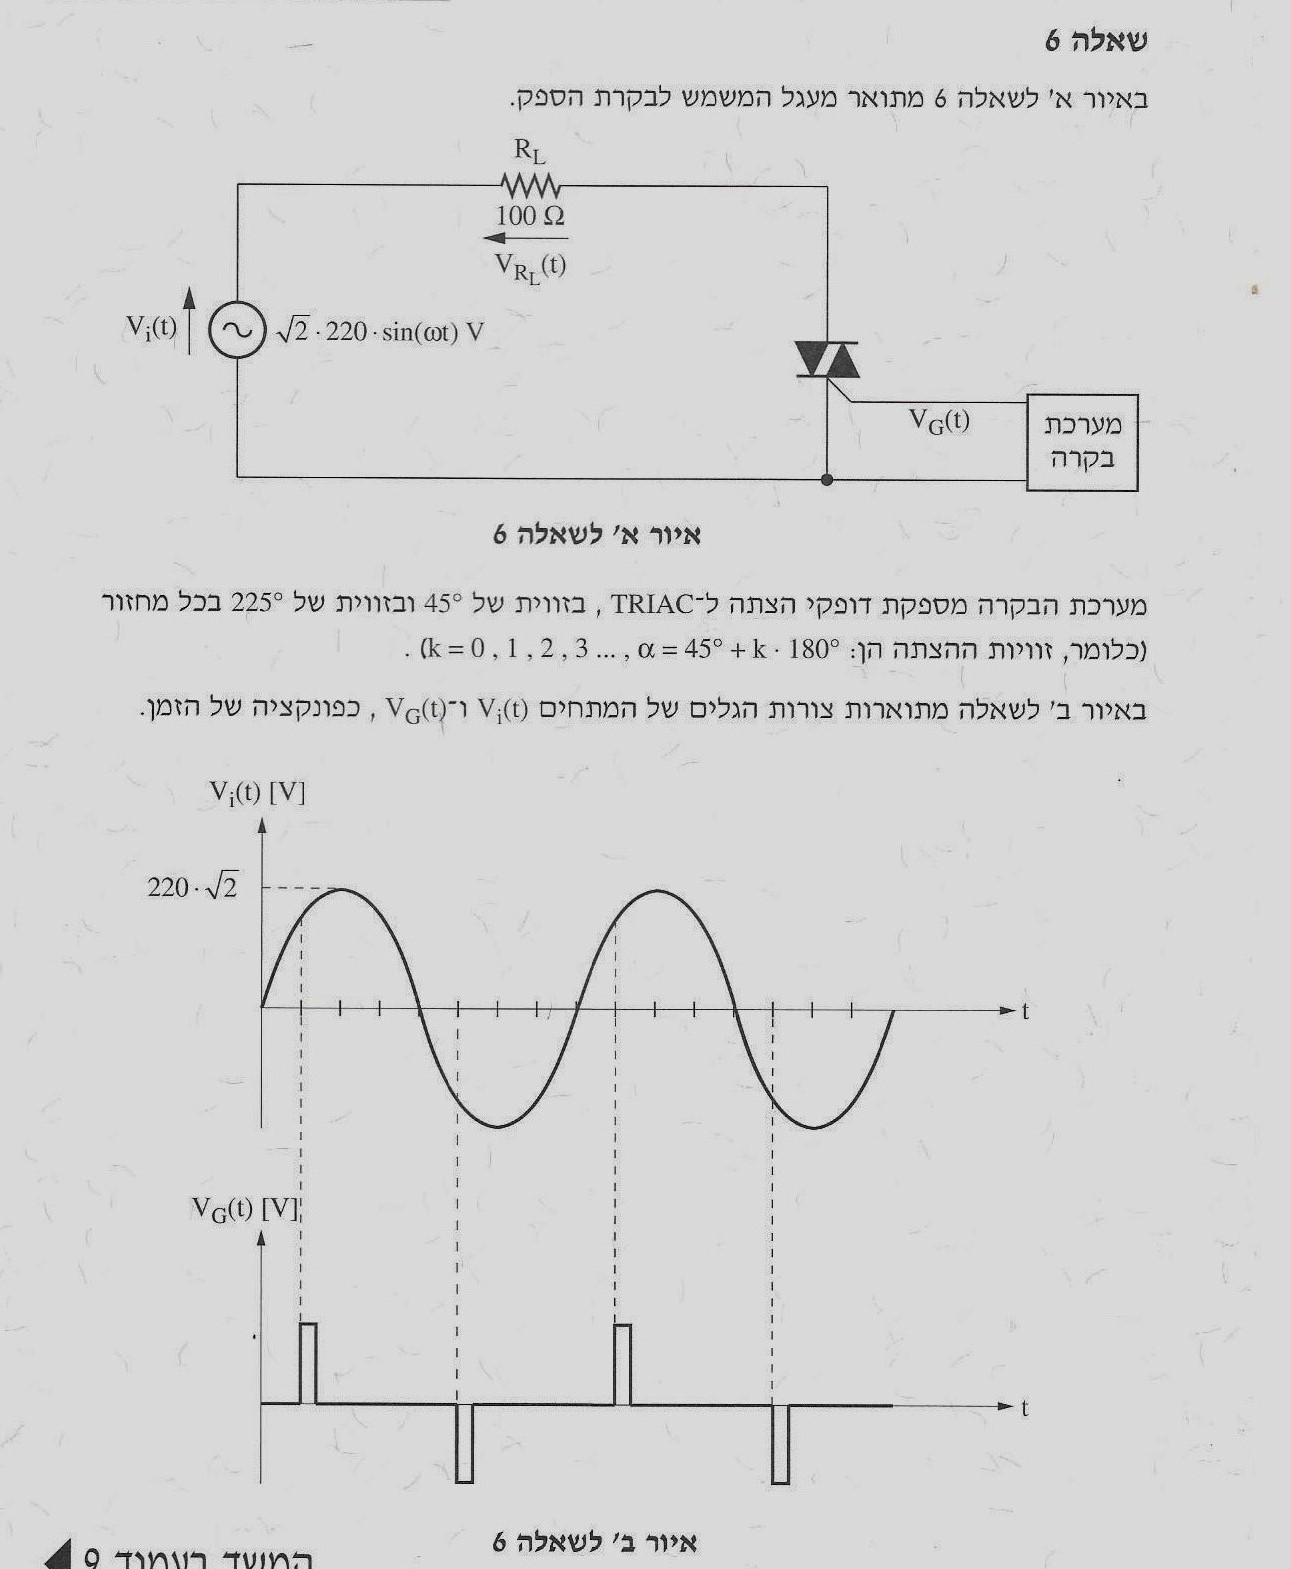 שאלה 6
באיור א' לשאלה 6 מתואר מעגל המשמש לבקרת הספק.
R_L
100 Ω
V_{R_L}(t)
V_i(t)
√2 · 220 · sin(ωt) V
V_G(t)
מערכת
בקרה
איור א' לשאלה 6
מערכת הבקרה מספקת דופקי הצתה ל־TRIAC, בזווית של 45° ובזווית של 225° בכל מחזור
(כלומר, זוויות ההצתה הן: α = 45° + k · 180° , k = 0 , 1 , 2 , 3 ...) .
באיור ב' לשאלה מתוארות צורות הגלים של המתחים V_i(t) ו־V_G(t) , כפונקציה של הזמן.
V_i(t) [V]
220 · √2
t
V_G(t) [V]
t
איור ב' לשאלה 6
המשך בעמוד 9